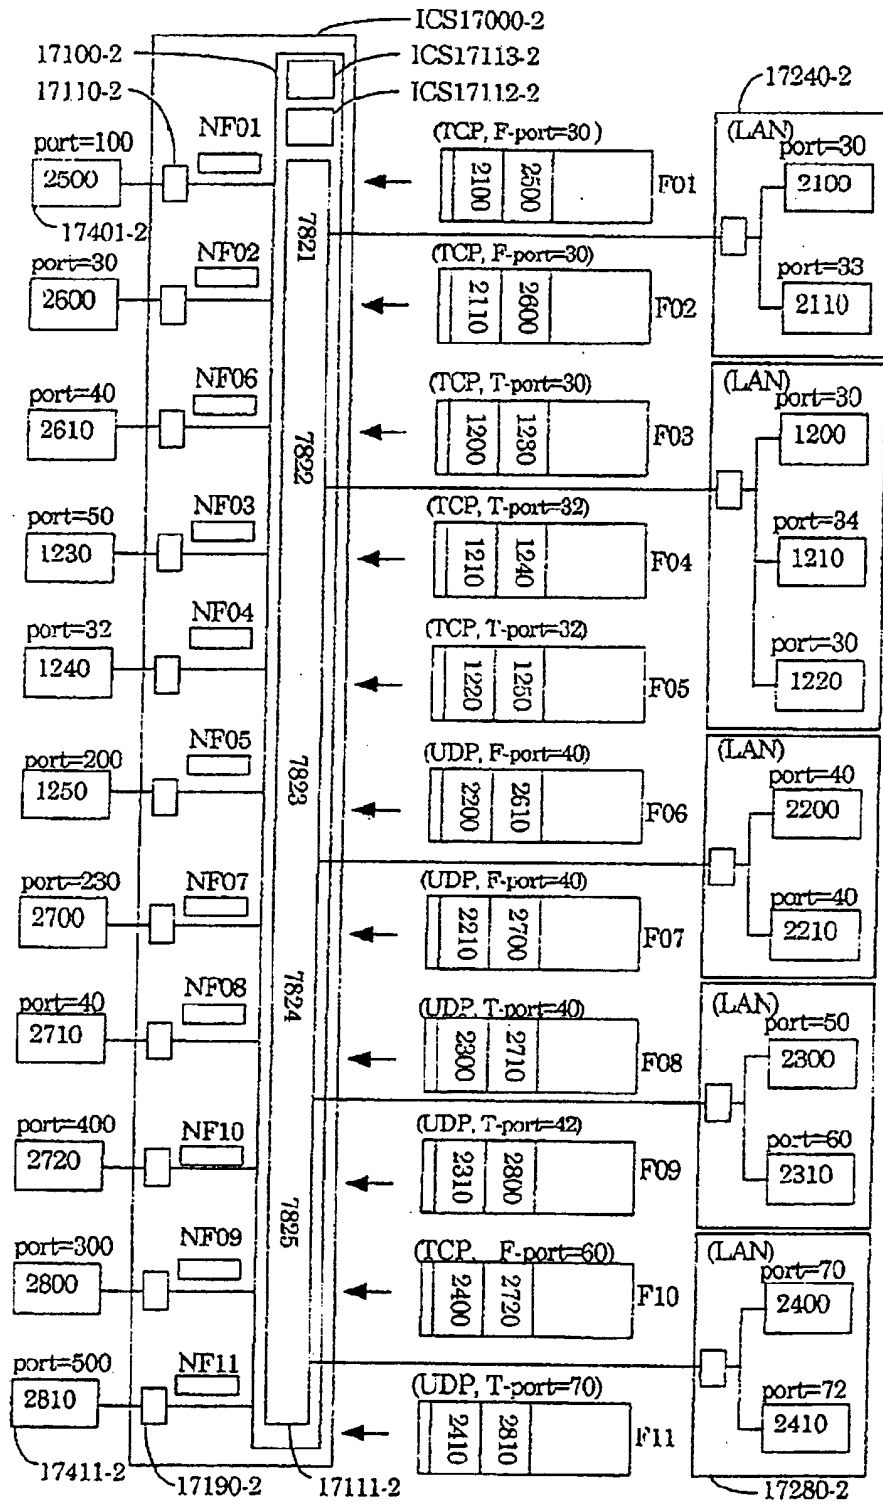 ICS17000-2
17100-2
ICS17113-2
17110-2
ICS17112-2
17240-2
NF01
port=100
2500
17401-2
(TCP, F-port=30)
2100
2500
F01
(LAN)
port=30
2100
7821
NF02
port=30
2600
(TCP, F-port=30)
2110
2600
F02
port=33
2110
NF06
port=40
2610
(TCP, T-port=30)
1200
1230
F03
(LAN)
port=30
1200
7822
NF03
port=50
1230
(TCP, T-port=32)
1210
1240
F04
port=34
1210
NF04
port=32
1240
(TCP, T-port=32)
1220
1250
F05
port=30
1220
NF05
port=200
1250
7823
(UDP, F-port=40)
2200
2610
F06
(LAN)
port=40
2200
NF07
port=230
2700
(UDP, F-port=40)
2210
2700
F07
port=40
2210
NF08
port=40
2710
7824
(UDP, T-port=40)
2300
2710
F08
(LAN)
port=50
2300
NF10
port=400
2720
(UDP, T-port=42)
2310
2800
F09
port=60
2310
7825
NF09
port=300
2800
(TCP, F-port=60)
2400
2720
F10
(LAN)
port=70
2400
NF11
port=500
2810
(UDP, T-port=70)
2410
2810
F11
port=72
2410
17411-2
17190-2
17111-2
17280-2